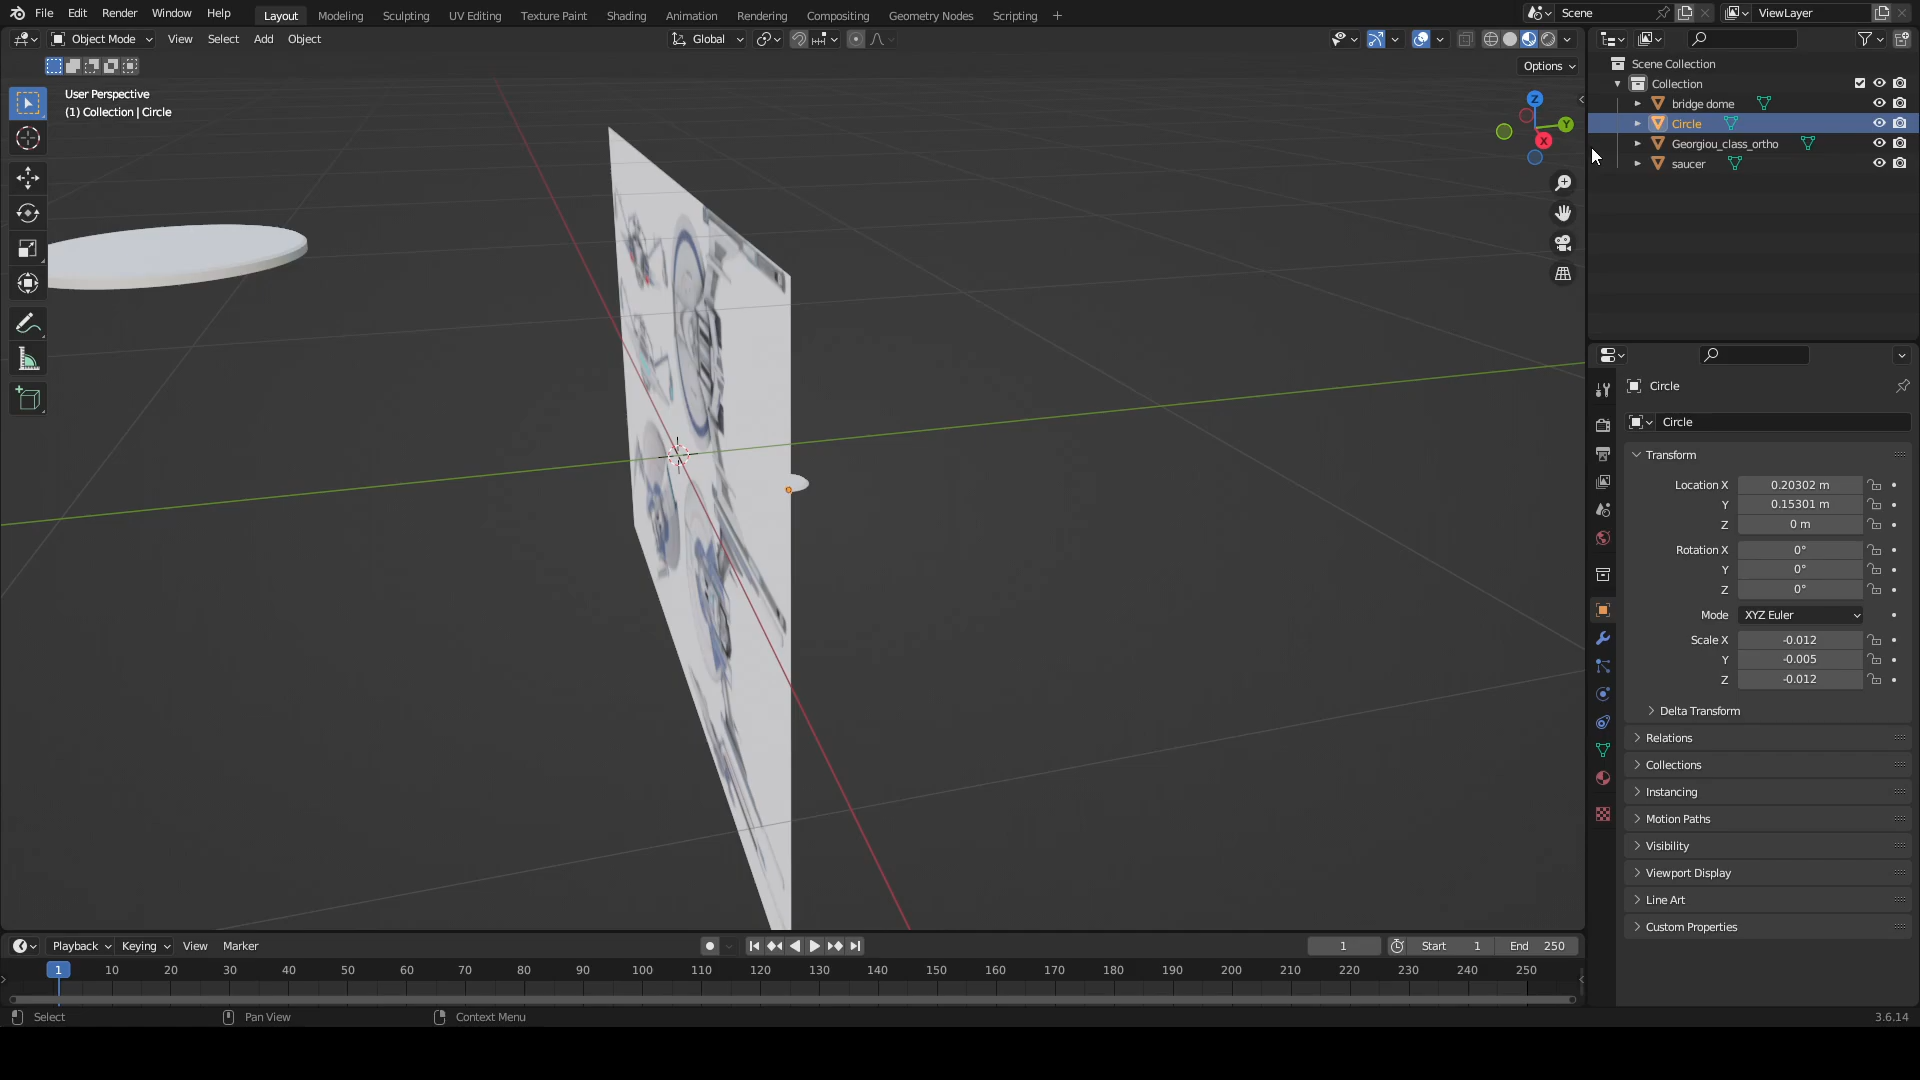 File Edit Render Window Help Layout Modeling Sculpting UV Editing Texture Paint Shading Animation Rendering Compositing Geometry Nodes Scripting + Scene ViewLayer
Object Mode View Select Add Object Global
Options
User Perspective
(1) Collection | Circle
Z
Y
X
Scene Collection
Collection
bridge dome
Circle
Georgiou_class_ortho
saucer
Circle
Circle
Transform
Location X 0.20302 m
Y 0.15301 m
Z 0 m
Rotation X 0°
Y 0°
Z 0°
Mode XYZ Euler
Scale X -0.012
Y -0.005
Z -0.012
Delta Transform
Relations
Collections
Instancing
Motion Paths
Visibility
Viewport Display
Line Art
Custom Properties
Playback Keying View Marker 1 Start 1 End 250
1 10 20 30 40 50 60 70 80 90 100 110 120 130 140 150 160 170 180 190 200 210 220 230 240 250
Select Pan View Context Menu 3.6.14